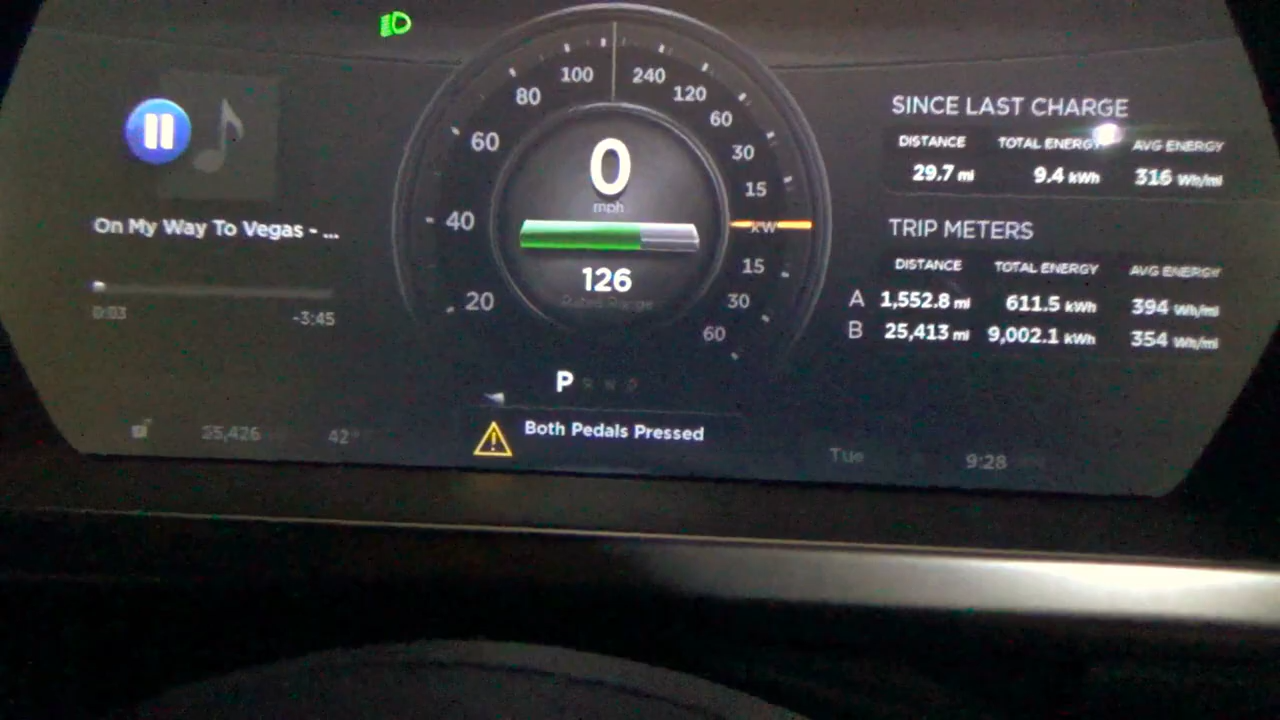 100 240
80 120
60 60
30
15
40 kW
15
20 30
60
0
mph
126
Rated Range
P R N D
Both Pedals Pressed
On My Way To Vegas - ...
0:03 -3:45
25,426 42°
Tue 9:28
SINCE LAST CHARGE
DISTANCE TOTAL ENERGY AVG ENERGY
29.7 mi 9.4 kWh 316 Wh/mi
TRIP METERS
DISTANCE TOTAL ENERGY AVG ENERGY
A 1,552.8 mi 611.5 kWh 394 Wh/mi
B 25,413 mi 9,002.1 kWh 354 Wh/mi